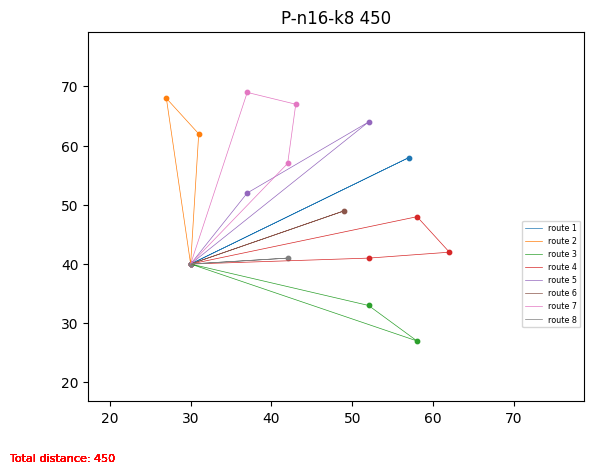 P-n16-k8 450
70
60
50
40
30
20
20
30
40
50
60
70
route 1
route 2
route 3
route 4
route 5
route 6
route 7
route 8
Total distance: 450